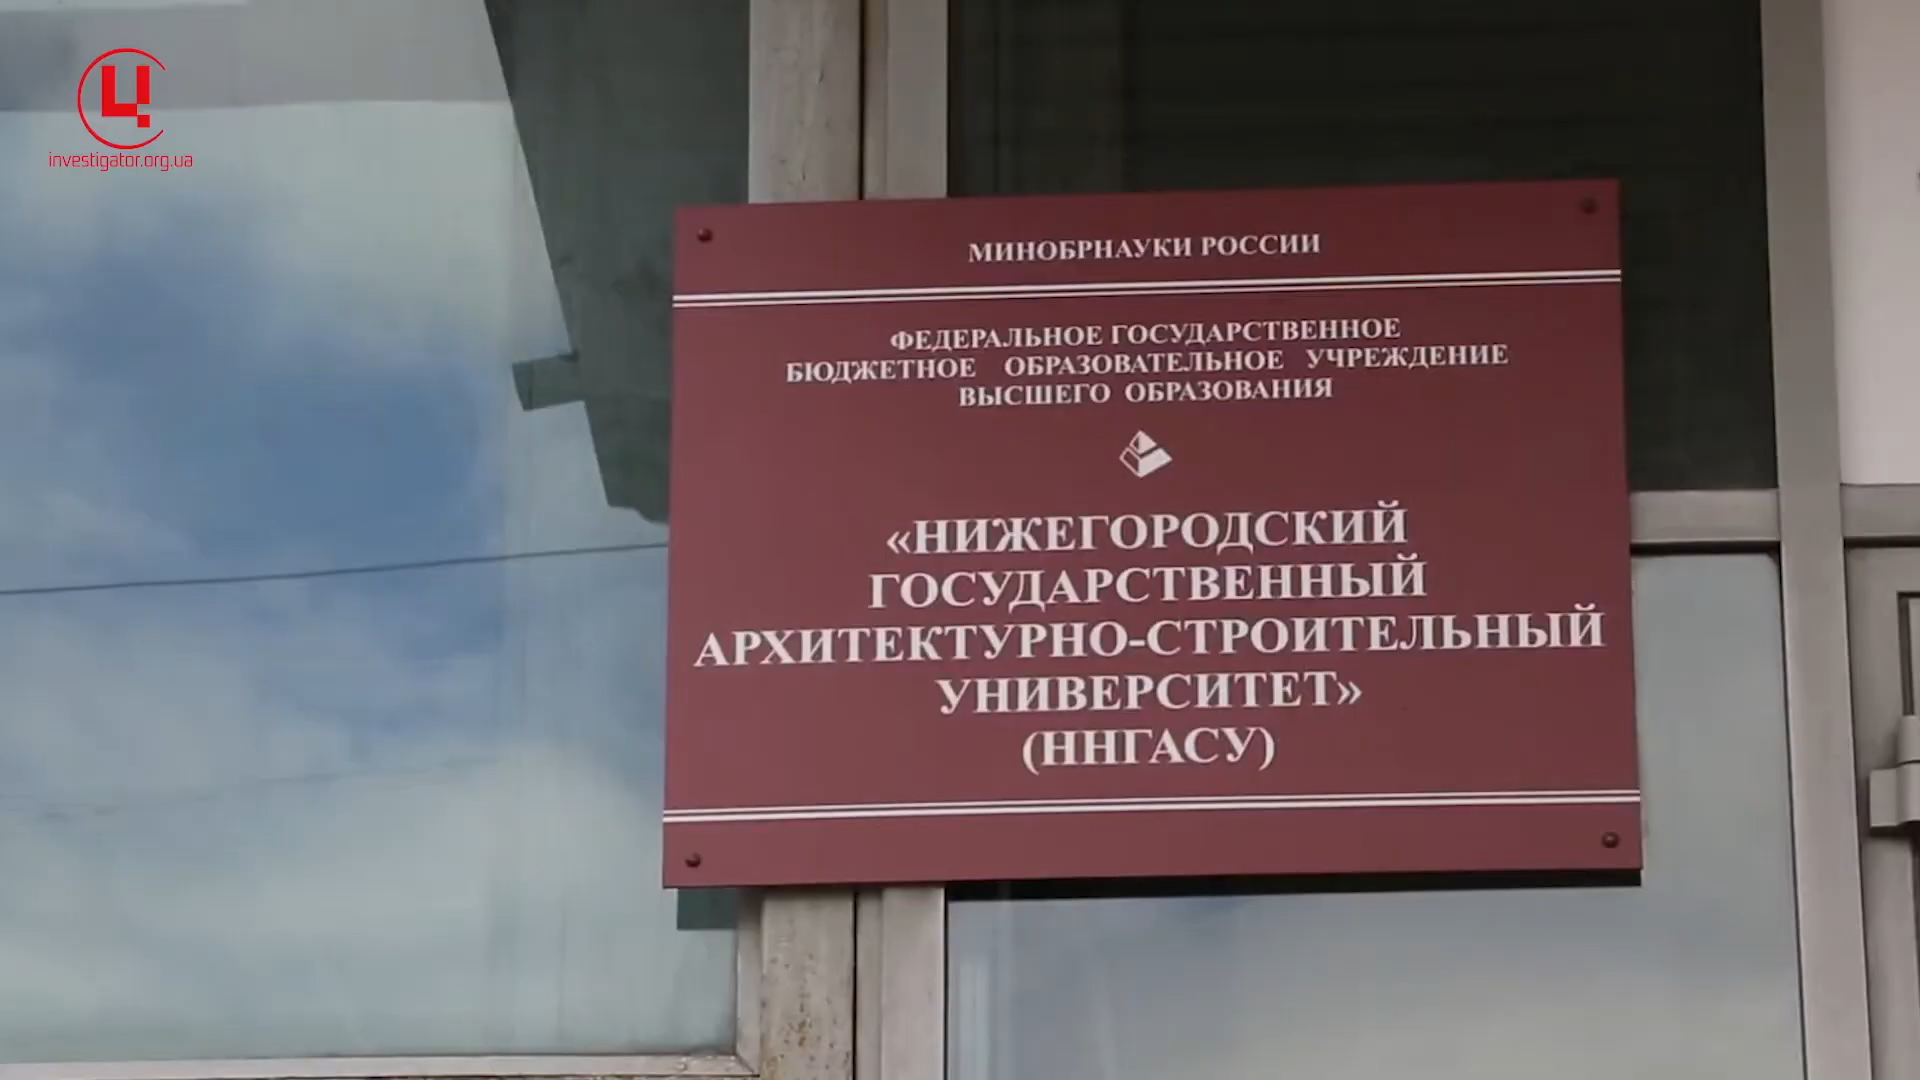 Ц
investigator.org.ua
МИНОБРНАУКИ РОССИИ
ФЕДЕРАЛЬНОЕ ГОСУДАРСТВЕННОЕ
БЮДЖЕТНОЕ ОБРАЗОВАТЕЛЬНОЕ УЧРЕЖДЕНИЕ
ВЫСШЕГО ОБРАЗОВАНИЯ
«НИЖЕГОРОДСКИЙ
ГОСУДАРСТВЕННЫЙ
АРХИТЕКТУРНО-СТРОИТЕЛЬНЫЙ
УНИВЕРСИТЕТ»
(ННГАСУ)